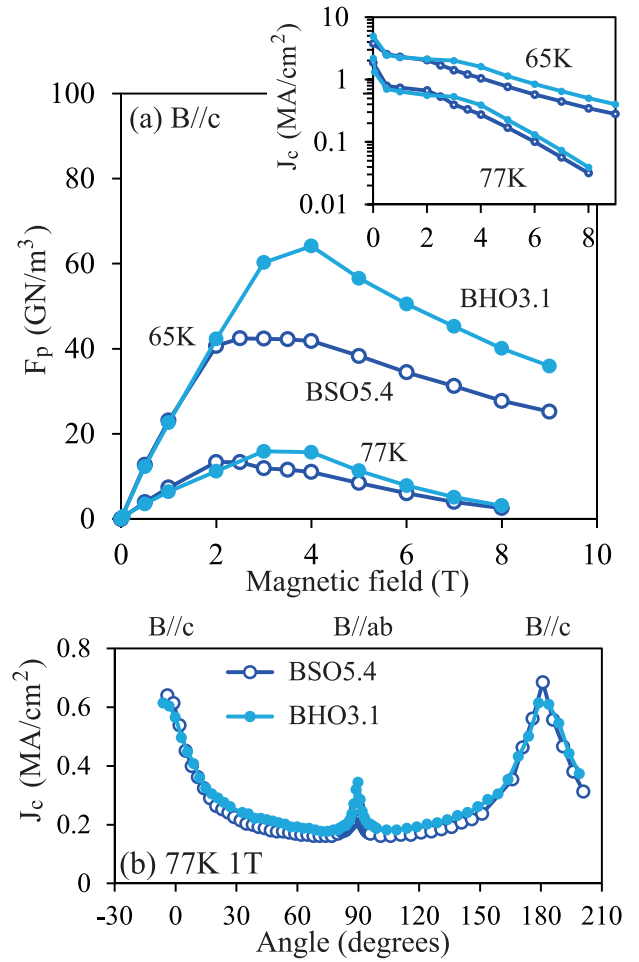 10
1
0.1
0.01
J_c (MA/cm²)
65K
77K
0 2 4 6 8
(a) B//c
100
80
60
40
20
0
F_p (GN/m³)
65K
BHO3.1
BSO5.4
77K
0 2 4 6 8 10
Magnetic field (T)
B//c B//ab B//c
0.8
0.6
0.4
0.2
0
J_c (MA/cm²)
BSO5.4
BHO3.1
(b) 77K 1T
-30 0 30 60 90 120 150 180 210
Angle (degrees)